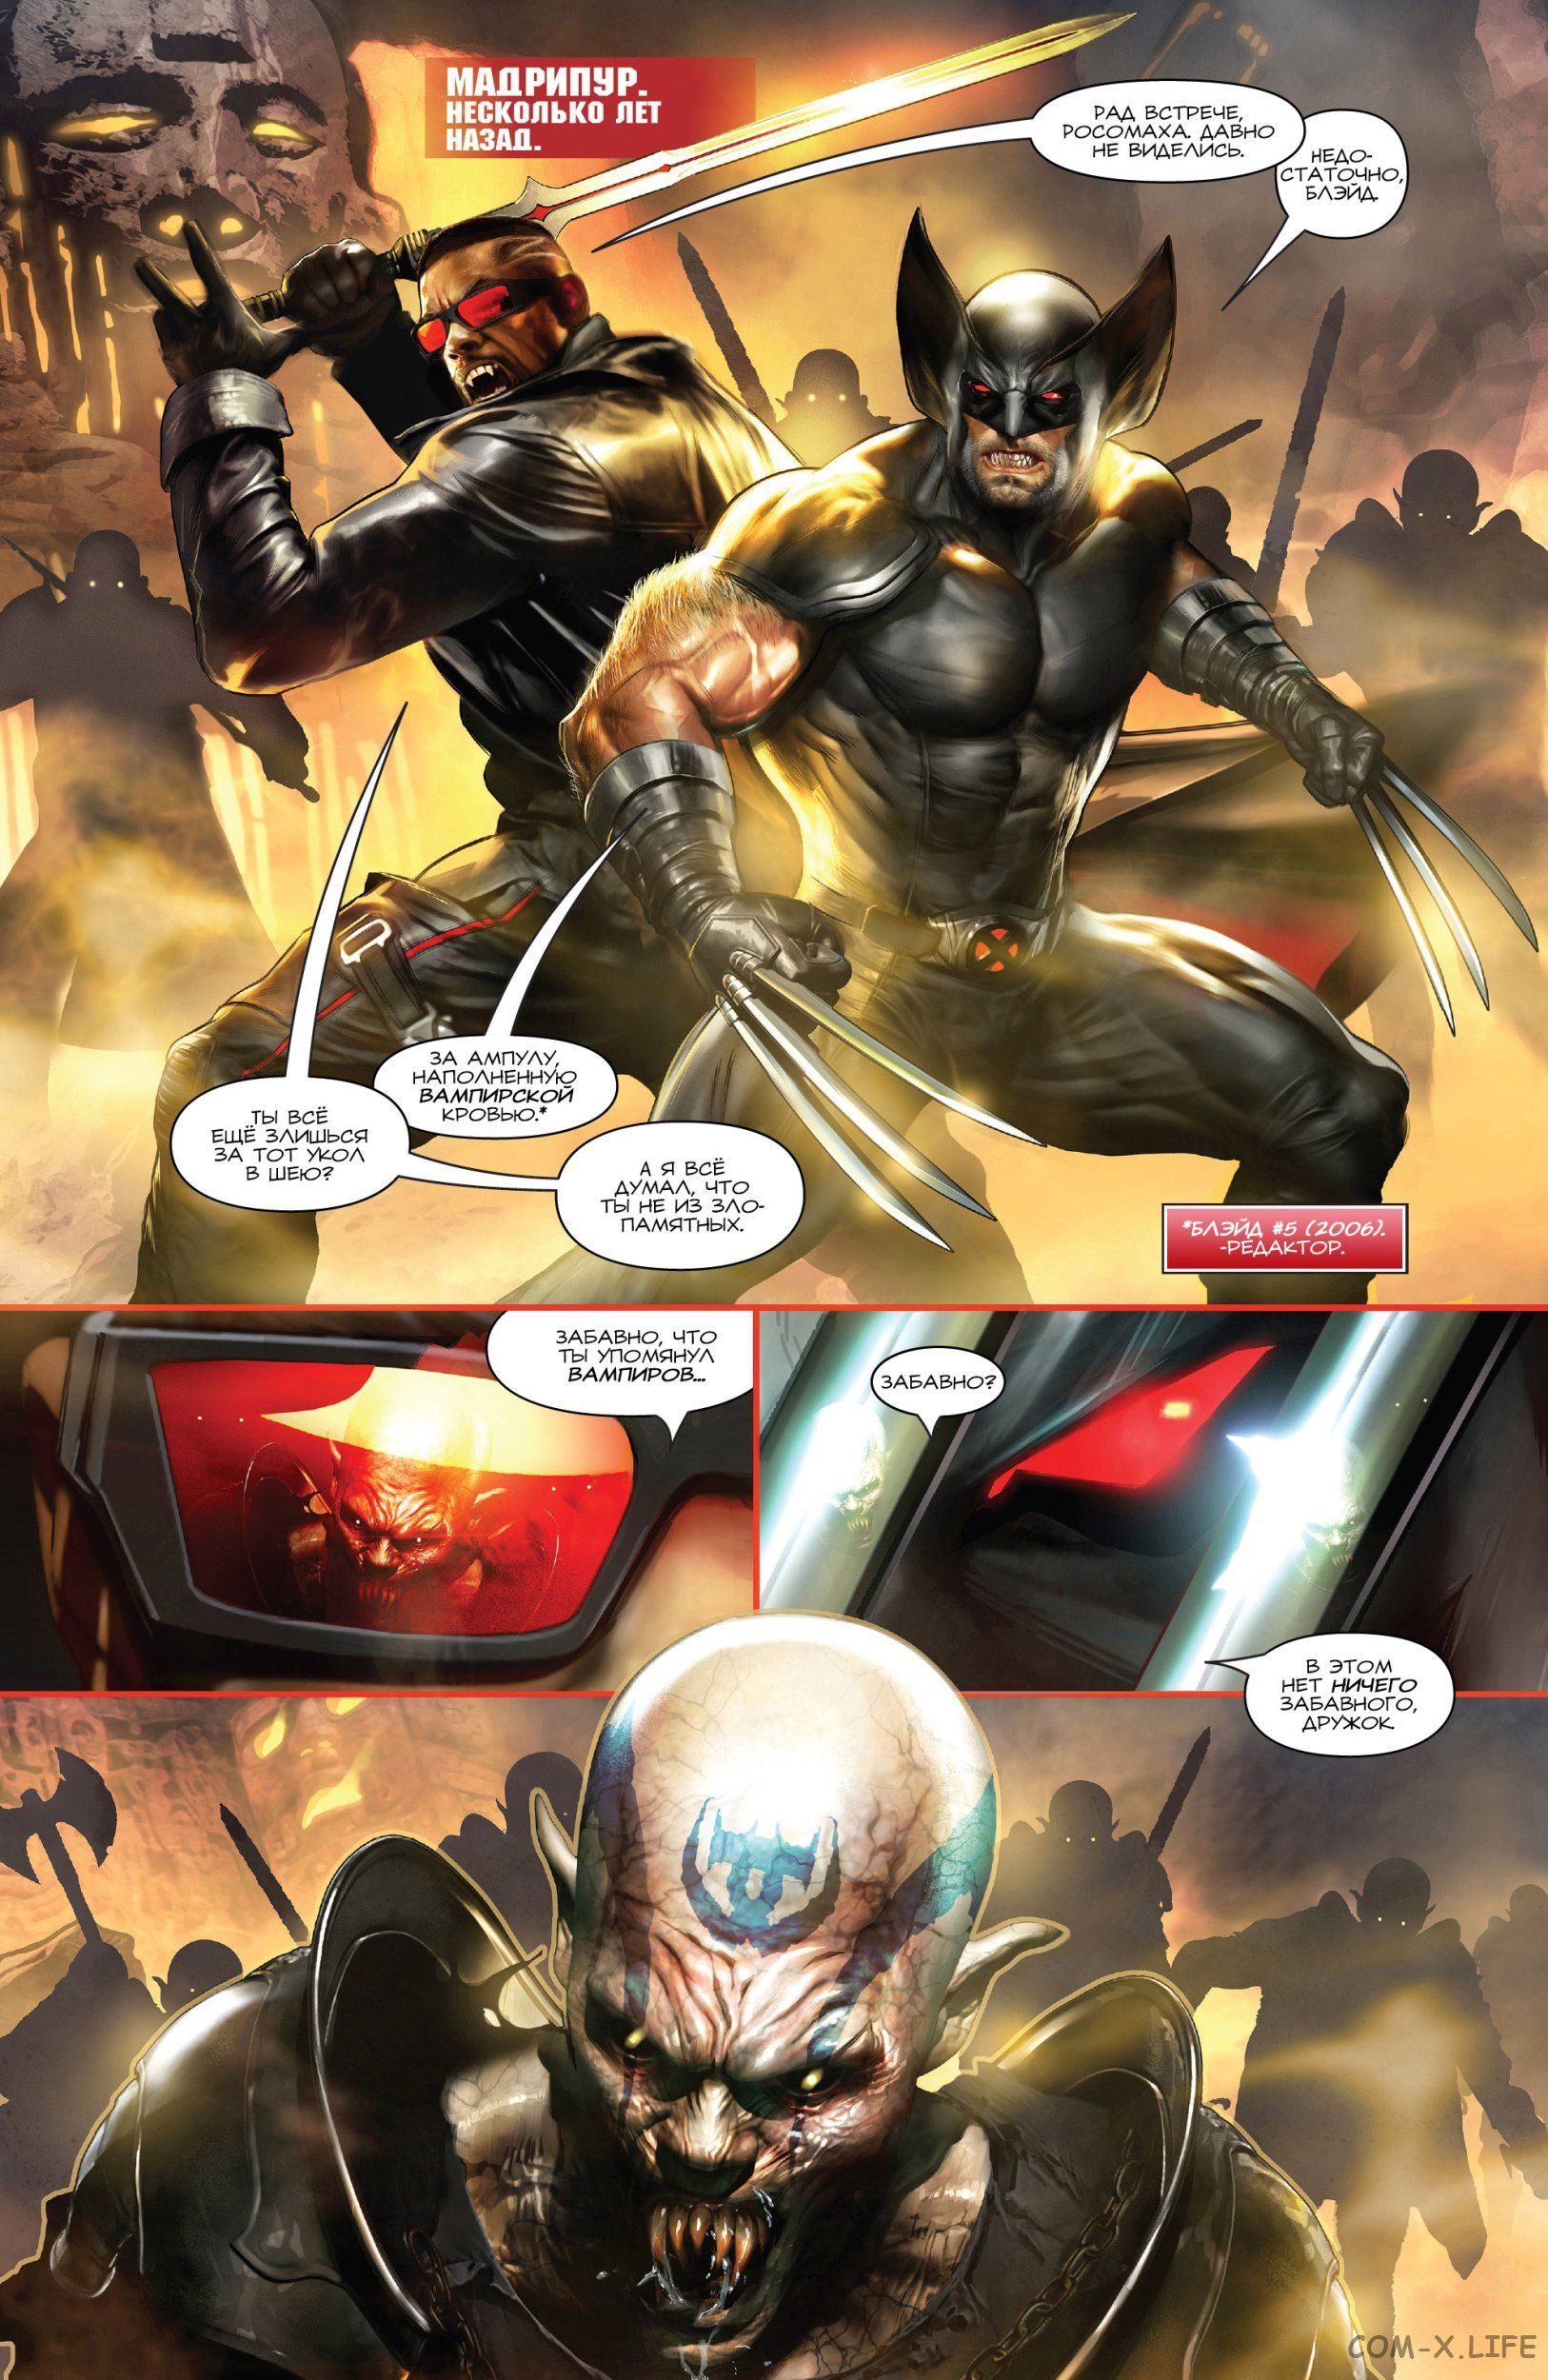 МАДРИПУР.
НЕСКОЛЬКО ЛЕТ
НАЗАД.
РАД ВСТРЕЧЕ,
РОСОМАХА. ДАВНО
НЕ ВИДЕЛИСЬ.
НЕДО-
СТАТОЧНО,
БЛЭЙД.
ТЫ ВСЁ
ЕЩЁ ЗЛИШЬСЯ
ЗА ТОТ УКОЛ
В ШЕЮ?
ЗА АМПУЛУ,
НАПОЛНЕННУЮ
ВАМПИРСКОЙ
КРОВЬЮ.*
А Я ВСЁ
ДУМАЛ, ЧТО
ТЫ НЕ ИЗ ЗЛО-
ПАМЯТНЫХ.
*БЛЭЙД #5 (2006).
-РЕДАКТОР.
ЗАБАВНО, ЧТО
ТЫ УПОМЯНУЛ
ВАМПИРОВ...
ЗАБАВНО?
В ЭТОМ
НЕТ НИЧЕГО
ЗАБАВНОГО,
ДРУЖОК.
COM-X.LIFE